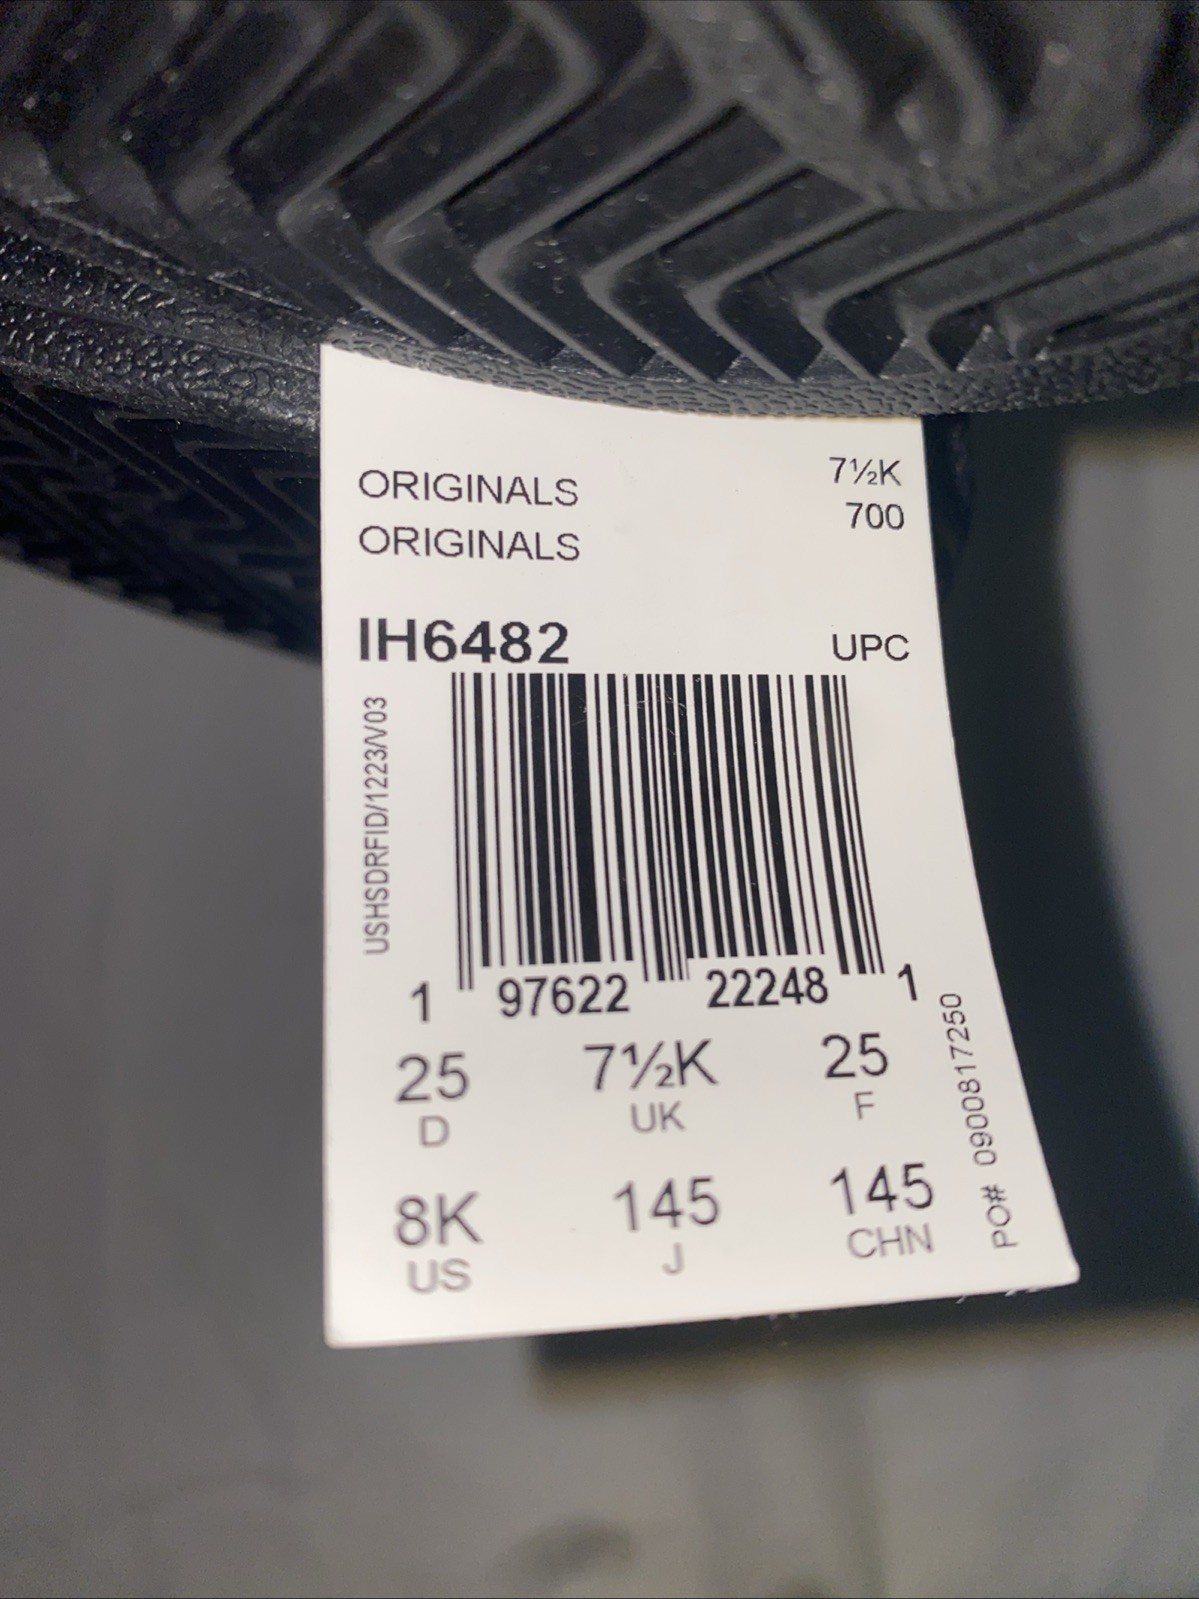 ORIGINALS
7½K
ORIGINALS
700
IH6482
UPC
USHSDRFID/1223/V03
1 97622 22248 1
25 7½K 25
D UK F
8K 145 145
US J CHN
PO# 0900817250